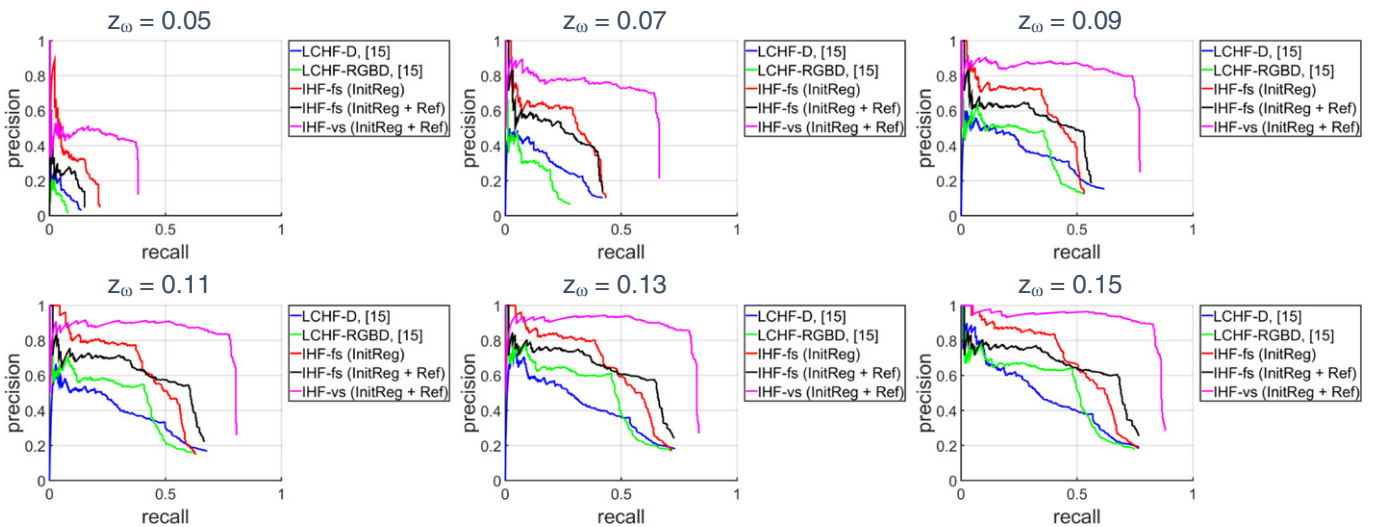 z_ω = 0.05
1
0.8
0.6
0.4
0.2
0
precision
0 0.5 1
recall
LCHF-D, [15]
LCHF-RGBD, [15]
IHF-fs (InitReg)
IHF-fs (InitReg + Ref)
IHF-vs (InitReg + Ref)
z_ω = 0.07
1
0.8
0.6
0.4
0.2
0
precision
0 0.5 1
recall
LCHF-D, [15]
LCHF-RGBD, [15]
IHF-fs (InitReg)
IHF-fs (InitReg + Ref)
IHF-vs (InitReg + Ref)
z_ω = 0.09
1
0.8
0.6
0.4
0.2
0
precision
0 0.5 1
recall
LCHF-D, [15]
LCHF-RGBD, [15]
IHF-fs (InitReg)
IHF-fs (InitReg + Ref)
IHF-vs (InitReg + Ref)
z_ω = 0.11
1
0.8
0.6
0.4
0.2
0
precision
0 0.5 1
recall
LCHF-D, [15]
LCHF-RGBD, [15]
IHF-fs (InitReg)
IHF-fs (InitReg + Ref)
IHF-vs (InitReg + Ref)
z_ω = 0.13
1
0.8
0.6
0.4
0.2
0
precision
0 0.5 1
recall
LCHF-D, [15]
LCHF-RGBD, [15]
IHF-fs (InitReg)
IHF-fs (InitReg + Ref)
IHF-vs (InitReg + Ref)
z_ω = 0.15
1
0.8
0.6
0.4
0.2
0
precision
0 0.5 1
recall
LCHF-D, [15]
LCHF-RGBD, [15]
IHF-fs (InitReg)
IHF-fs (InitReg + Ref)
IHF-vs (InitReg + Ref)